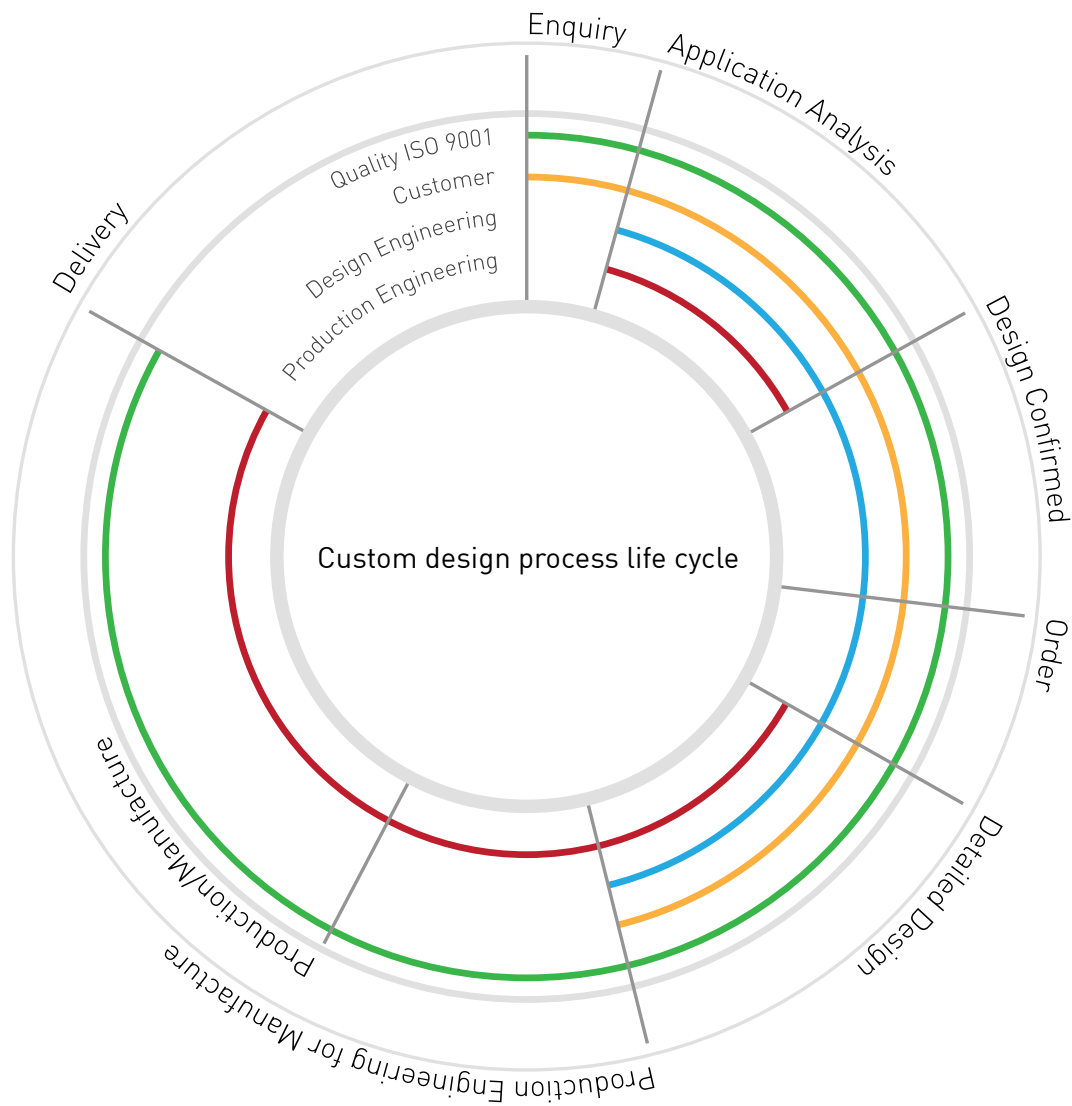 Enquiry
Application Analysis
Design Confirmed
Order
Detailed Design
Production Engineering for Manufacture
Production/Manufacture
Delivery
Quality ISO 9001
Customer
Design Engineering
Production Engineering
Custom design process life cycle